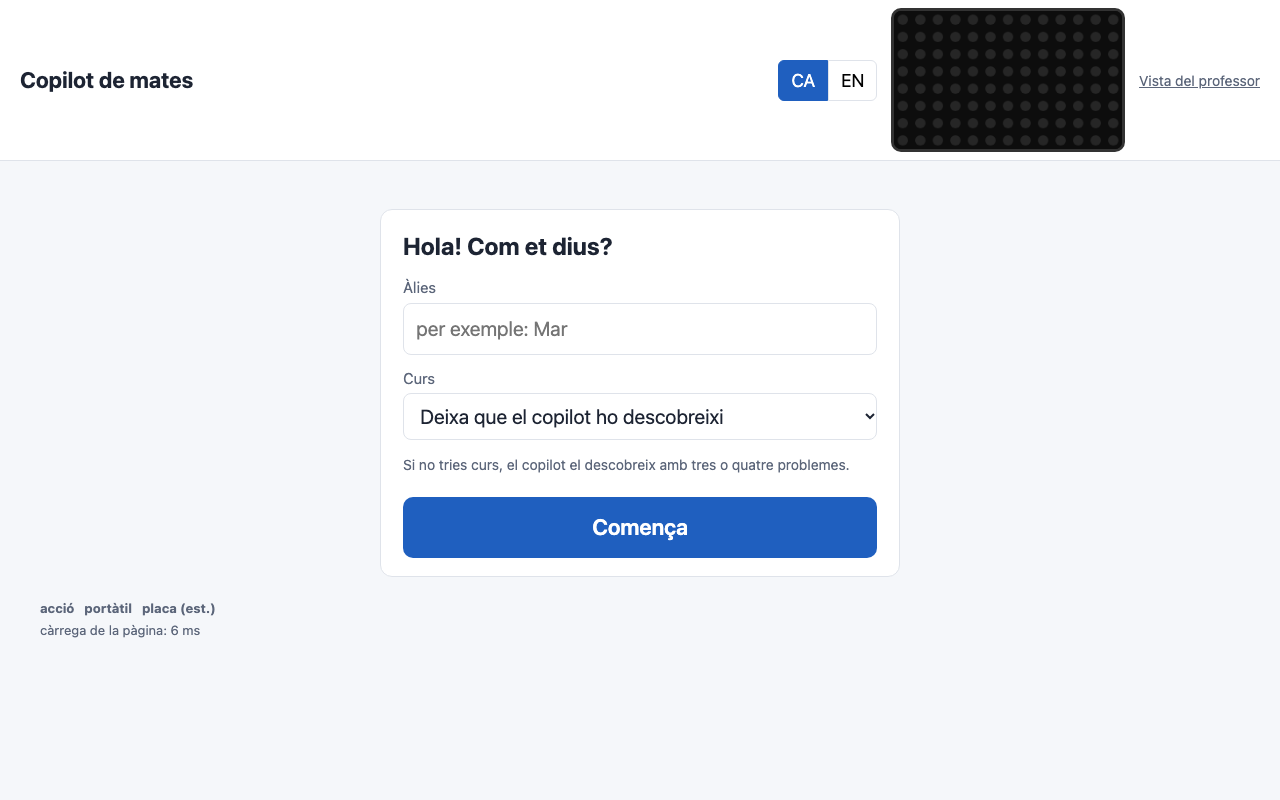 Copilot de mates
CA EN
Vista del professor
Hola! Com et dius?
Àlies
per exemple: Mar
Curs
Deixa que el copilot ho descobreixi
Si no tries curs, el copilot el descobreix amb tres o quatre problemes.
Comença
acció portàtil placa (est.)
càrrega de la pàgina: 6 ms